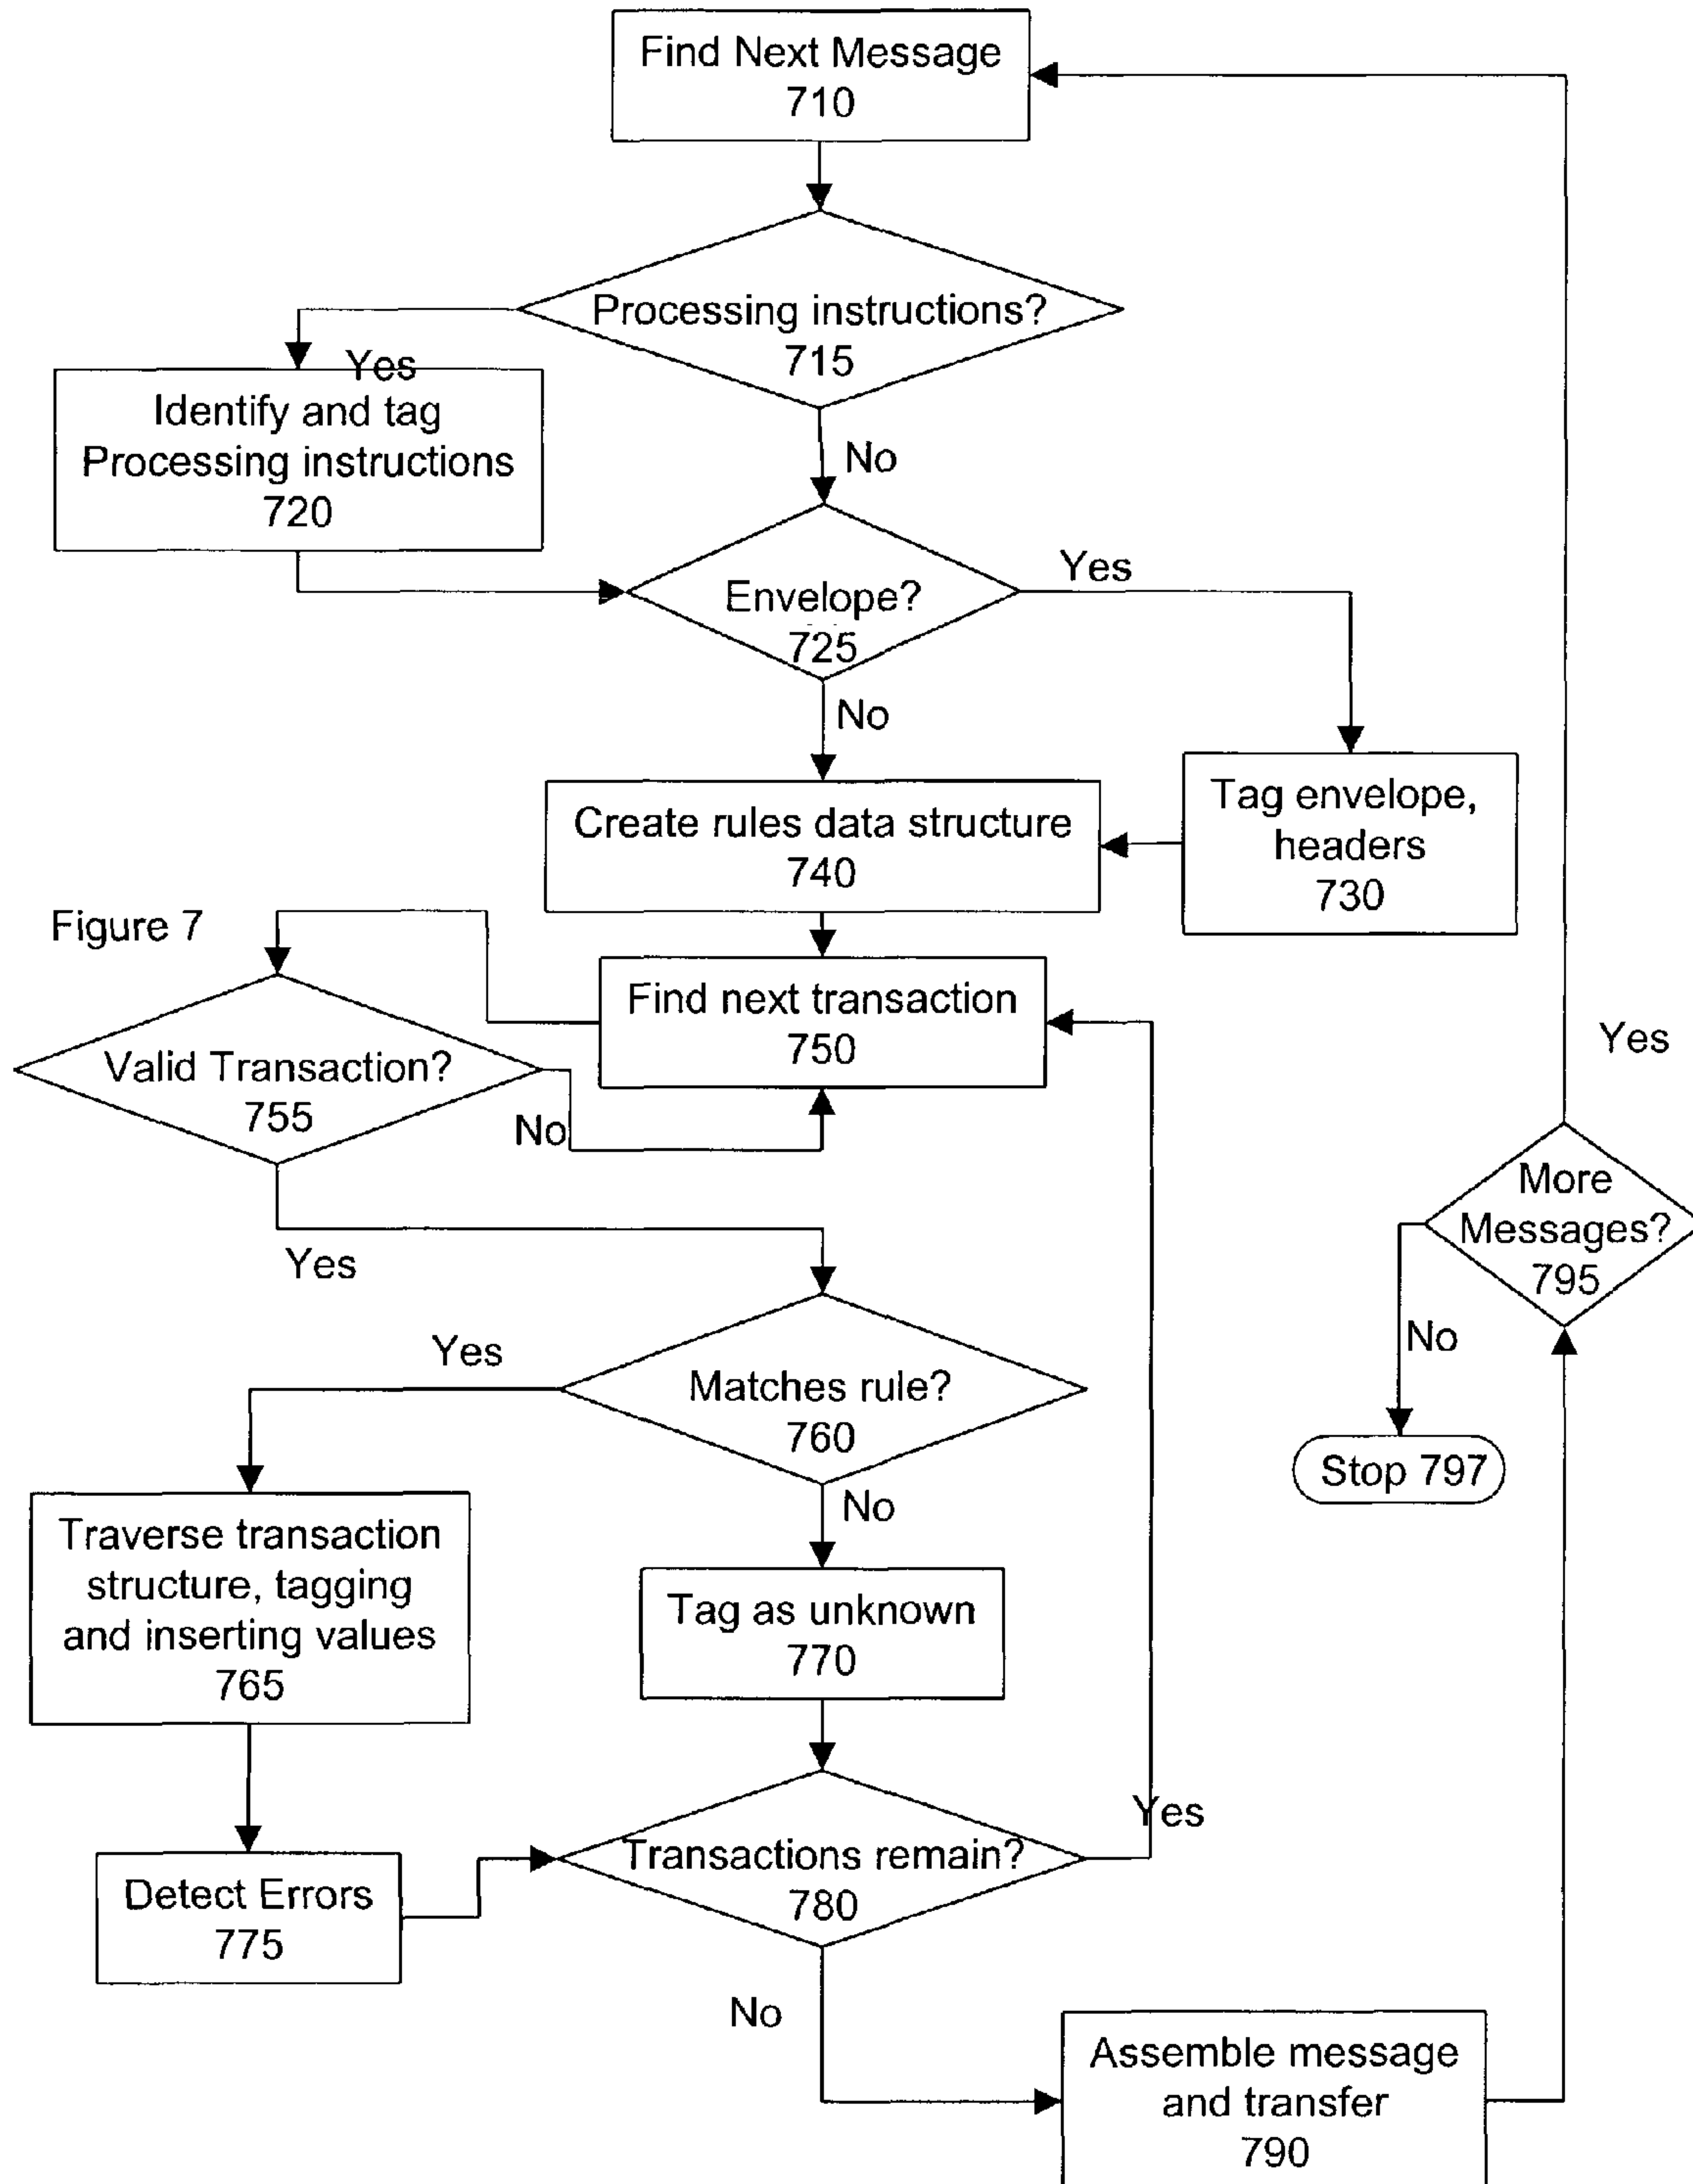 Find Next Message
710
Processing instructions?
715
Yes
Identify and tag
Processing instructions
720
No
Envelope?
725
Yes
No
Create rules data structure
740
Tag envelope,
headers
730
Figure 7
Find next transaction
750
Valid Transaction?
755
No
Yes
Yes
More
Messages?
795
No
Stop 797
Yes
Matches rule?
760
No
Traverse transaction
structure, tagging
and inserting values
765
Tag as unknown
770
Yes
Transactions remain?
780
Detect Errors
775
No
Assemble message
and transfer
790